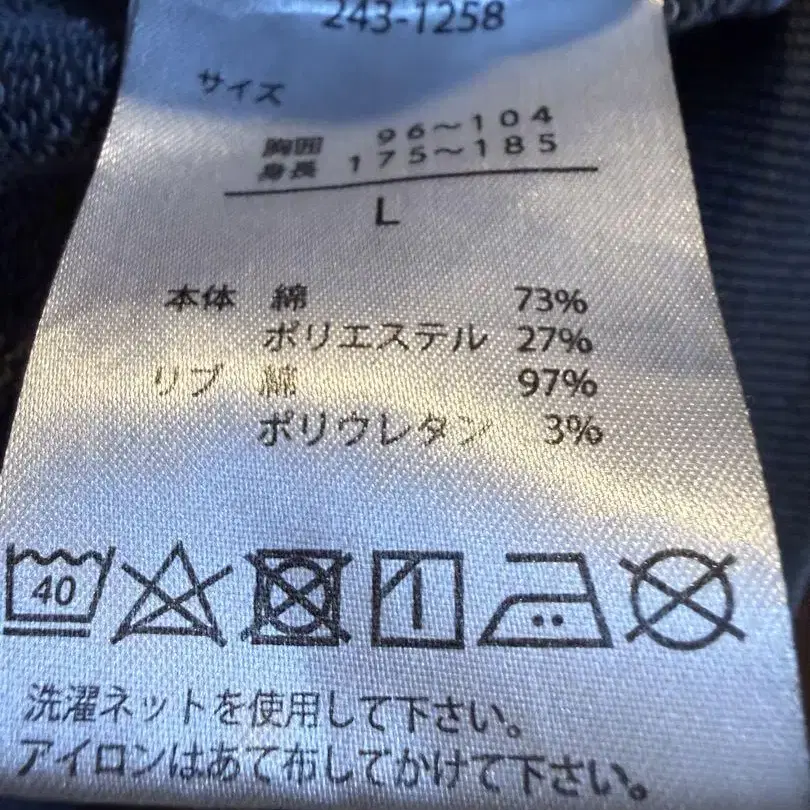 243-1258
サイズ
胸囲 96～104
身長 175～185
L
本体 綿 73%
ポリエステル 27%
リブ 綿 97%
ポリウレタン 3%
40
洗濯ネットを使用して下さい。
アイロンはあて布してかけて下さい。